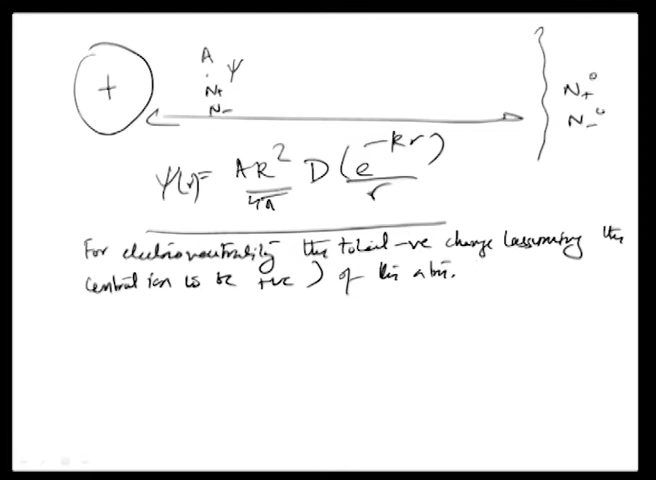 +
A
Ψ
N+
N-
N+°
N-°
Ψ(r)= AR²/4π D (e^-kr/r)
For electroneutrality the total -ve charge (assuming the
central ion to be +ve) of the atm.